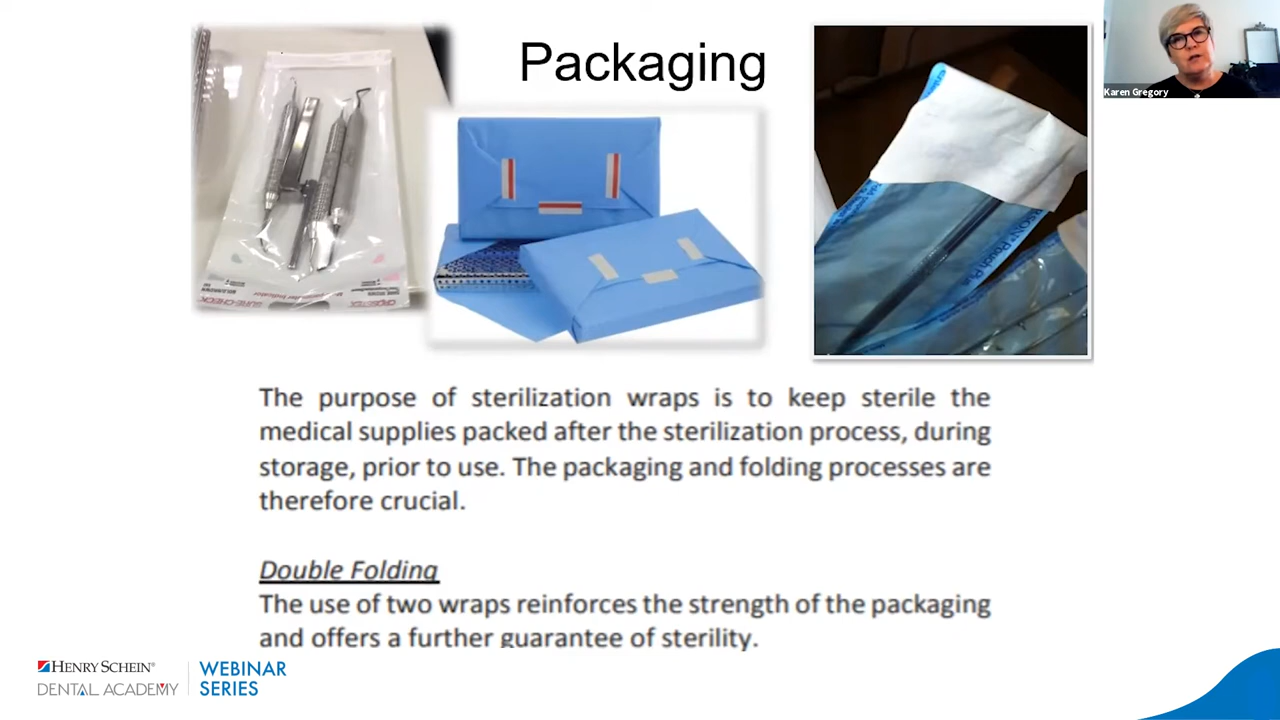 Packaging
Karen Gregory
The purpose of sterilization wraps is to keep sterile the
medical supplies packed after the sterilization process, during
storage, prior to use. The packaging and folding processes are
therefore crucial.
Double Folding
The use of two wraps reinforces the strength of the packaging
and offers a further guarantee of sterility.
HENRY SCHEIN®
DENTAL ACADEMY
WEBINAR
SERIES
SURE-CHECK